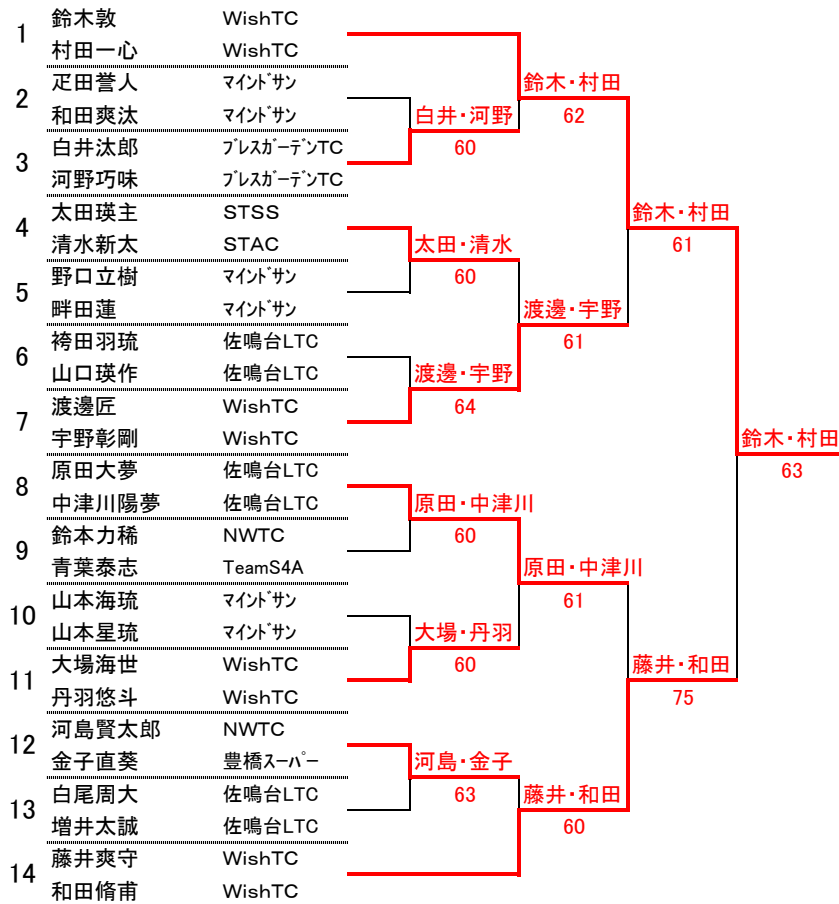 1
鈴木敦 WishTC
村田一心 WishTC
2
疋田誉人 ﾏｲﾝﾄﾞｻﾝ
和田爽汰 ﾏｲﾝﾄﾞｻﾝ
3
白井汰郎 ﾌﾞﾚｽｶﾞｰﾃﾞﾝTC
河野巧味 ﾌﾞﾚｽｶﾞｰﾃﾞﾝTC
4
太田瑛主 STSS
清水新太 STAC
5
野口立樹 ﾏｲﾝﾄﾞｻﾝ
畔田蓮 ﾏｲﾝﾄﾞｻﾝ
6
袴田羽琉 佐鳴台LTC
山口瑛作 佐鳴台LTC
7
渡邊匠 WishTC
宇野彰剛 WishTC
8
原田大夢 佐鳴台LTC
中津川陽夢 佐鳴台LTC
9
鈴本力稀 NWTC
青葉泰志 TeamS4A
10
山本海琉 ﾏｲﾝﾄﾞｻﾝ
山本星琉 ﾏｲﾝﾄﾞｻﾝ
11
大場海世 WishTC
丹羽悠斗 WishTC
12
河島賢太郎 NWTC
金子直葵 豊橋ｽｰﾊﾟｰ
13
白尾周大 佐鳴台LTC
増井太誠 佐鳴台LTC
14
藤井爽守 WishTC
和田脩甫 WishTC
白井・河野
60
太田・清水
60
渡邊・宇野
64
原田・中津川
60
大場・丹羽
60
河島・金子
63
鈴木・村田
62
渡邊・宇野
61
原田・中津川
61
藤井・和田
60
鈴木・村田
61
藤井・和田
75
鈴木・村田
63